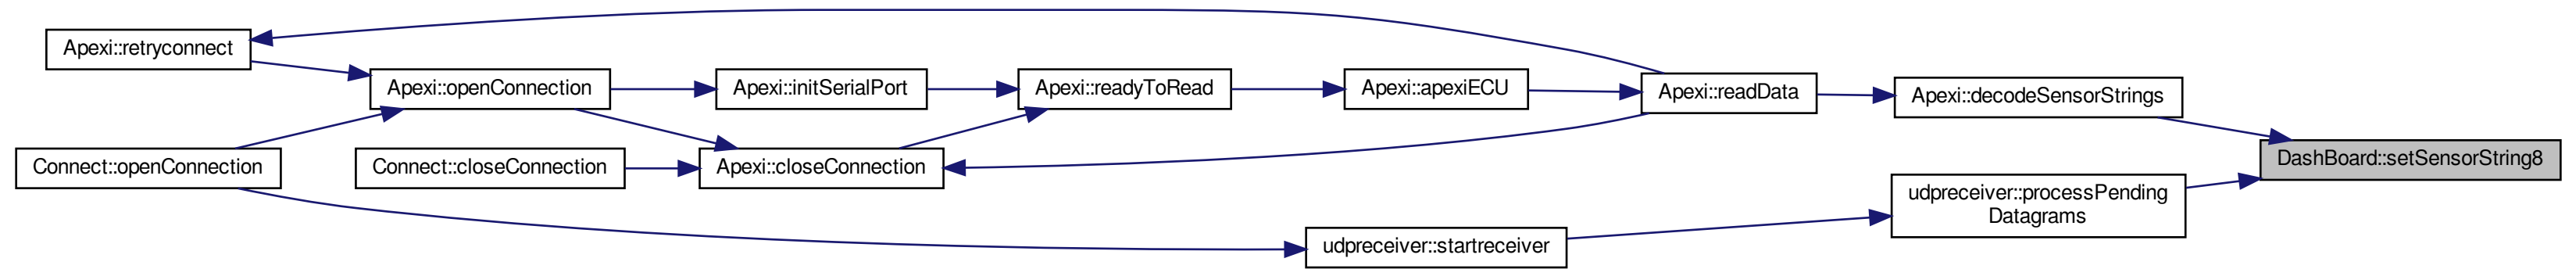 Apexi::retryconnect
Apexi::openConnection
Apexi::initSerialPort
Apexi::readyToRead
Apexi::apexiECU
Apexi::readData
Apexi::decodeSensorStrings
Connect::openConnection
Connect::closeConnection
Apexi::closeConnection
DashBoard::setSensorString8
udpreceiver::processPending
Datagrams
udpreceiver::startreceiver